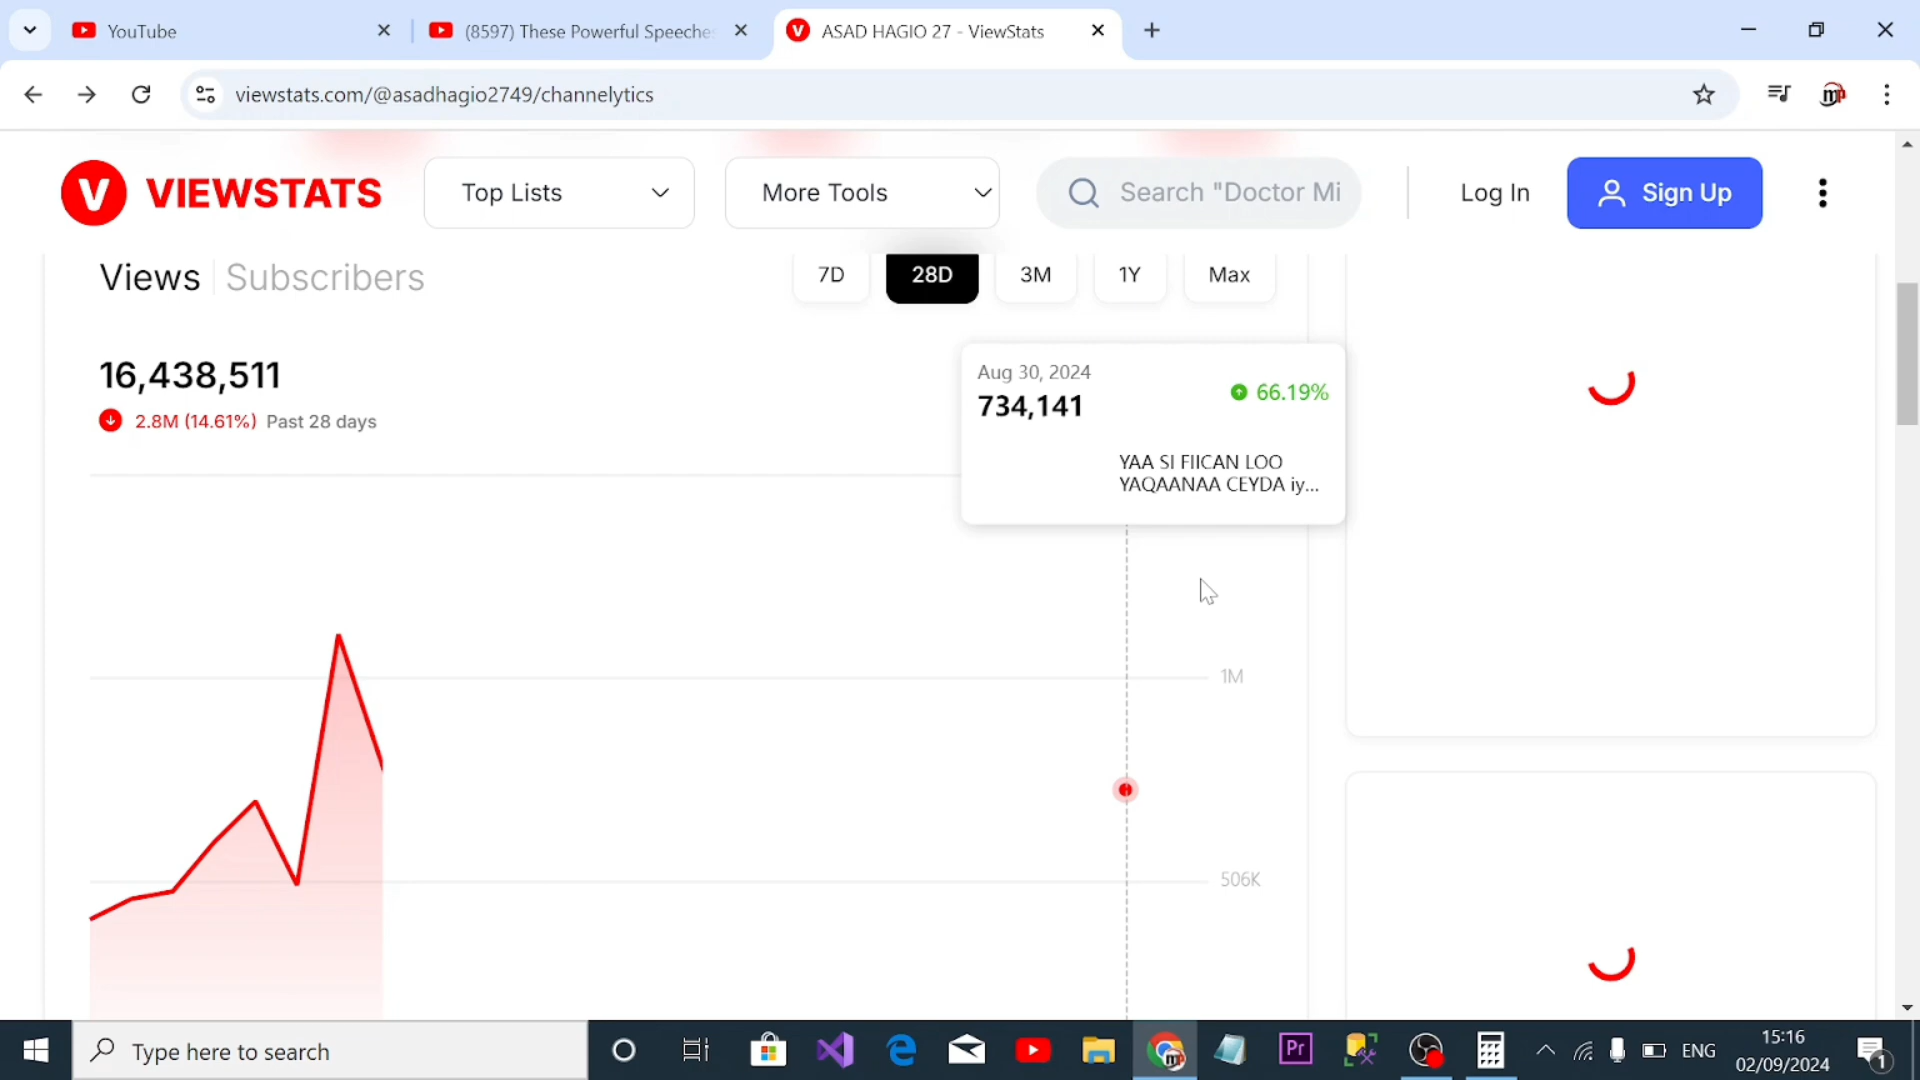 YouTube
(8597) These Powerful Speeche
ASAD HAGIO 27 - ViewStats
viewstats.com/@asadhagio2749/channelytics
VIEWSTATS
Top Lists
More Tools
Search "Doctor Mi
Log In
Sign Up
Views
Subscribers
7D
28D
3M
1Y
Max
16,438,511
2.8M (14.61%) Past 28 days
Aug 30, 2024
734,141
66.19%
YAA SI FIICAN LOO
YAQAANAA CEYDA iy...
1M
506K
Type here to search
ENG
15:16
02/09/2024
1